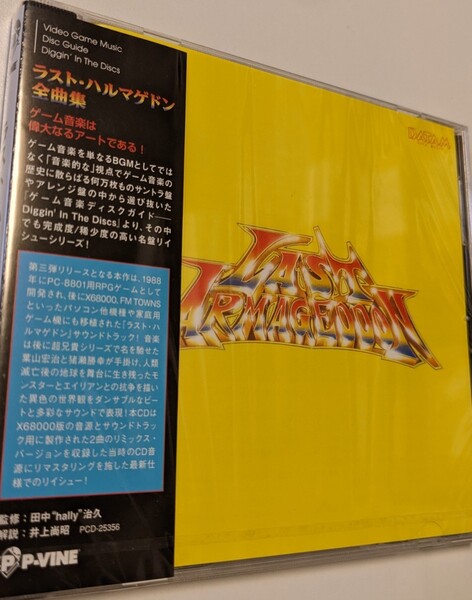 Video Game Music
Disc Guide
Diggin' In The Discs
ラスト・ハルマゲドン
全曲集
ゲーム音楽は
偉大なるアートである！
ゲーム音楽を単なるBGMとしてでは
なく「音楽的な」視点でゲーム音楽の
歴史に散らばる何万枚ものサントラ盤
やアレンジ盤の中から選び抜いた
「ゲーム音楽ディスクガイド──
Diggin' In The Discs」より、その中
でも完成度/稀少度の高い名盤リイ
シューシリーズ！
第三弾リリースとなる本作は、1988
年にPC-8801用RPGゲームとして
開発され、後にX68000、FM TOWNS
といったパソコン他機種や家庭用
ゲーム機にも移植された「ラスト・ハ
ルマゲドン」サウンドトラック！ 音楽
は後に超兄貴シリーズで名を馳せた
葉山宏治と猪瀬勝幸が手掛け、人類
滅亡後の地球を舞台に生き残ったモ
ンスターとエイリアンとの抗争を描い
た異色の世界観をダンサブルなビー
トと多彩なサウンドで表現！本CDは
X68000版の音源とサウンドトラッ
ク用に製作された2曲のリミックス・
バージョンを収録した当時のCD音
源にリマスタリングを施した最新仕
様でのリイシュー！
監修：田中“hally”治久
解説：井上尚昭 PCD-25356
P-VINE
LAST
ARMAGEDDON